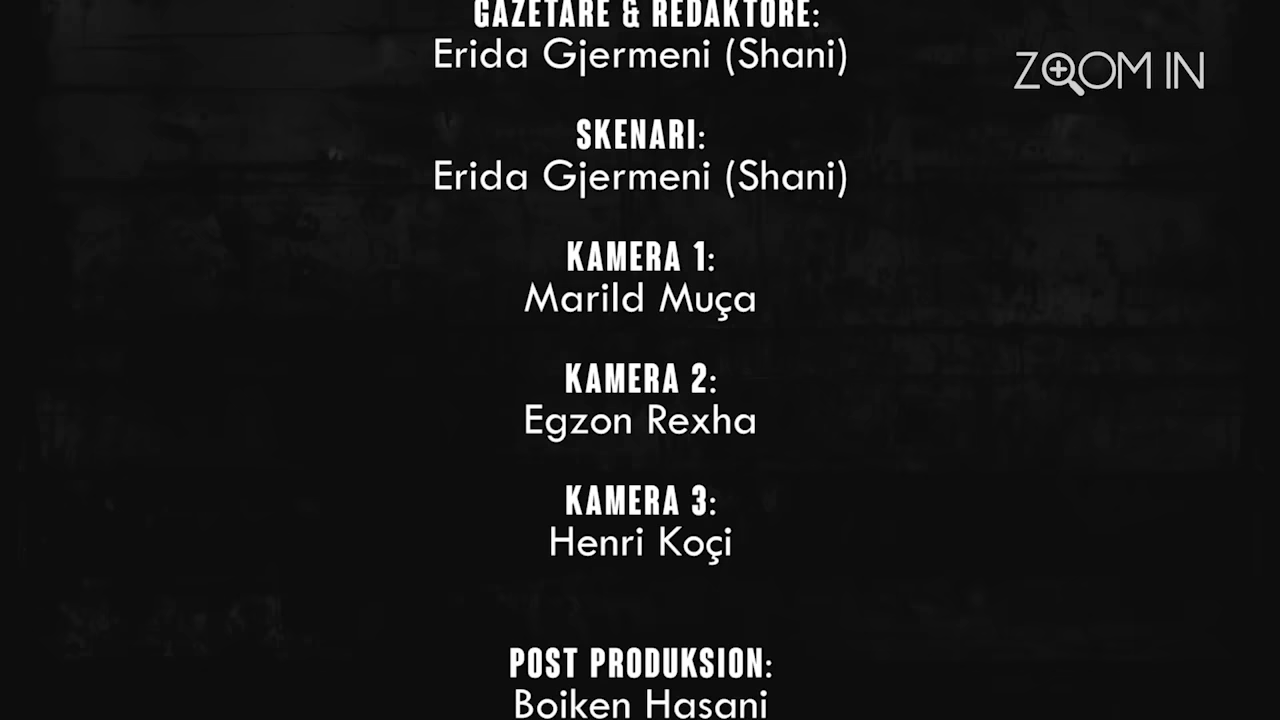 GAZETARE & REDAKTORE:
Erida Gjermeni (Shani)
ZOOM IN
SKENARI:
Erida Gjermeni (Shani)
KAMERA 1:
Marild Muça
KAMERA 2:
Egzon Rexha
KAMERA 3:
Henri Koçi
POST PRODUKSION:
Boiken Hasani